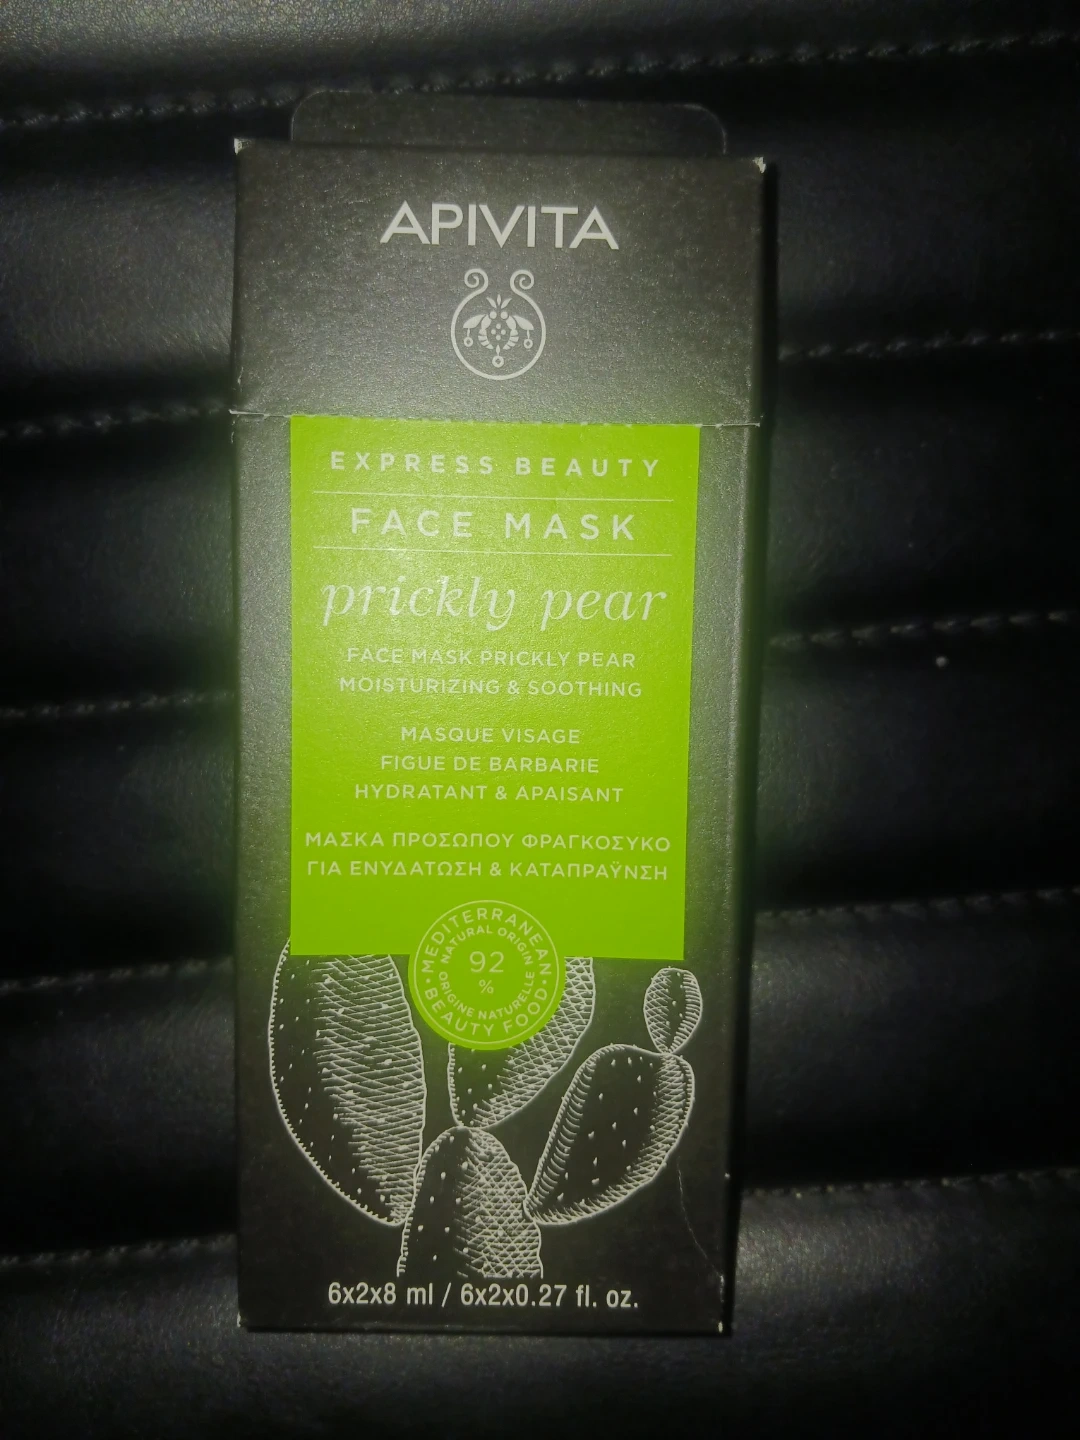 APIVITA
EXPRESS BEAUTY
FACE MASK
prickly pear
FACE MASK PRICKLY PEAR
MOISTURIZING & SOOTHING
MASQUE VISAGE
FIGUE DE BARBARIE
HYDRATANT & APAISANT
ΜΑΣΚΑ ΠΡΟΣΩΠΟΥ ΦΡΑΓΚΟΣΥΚΟ
ΓΙΑ ΕΝΥΔΑΤΩΣΗ & ΚΑΤΑΠΡΑΫΝΣΗ
MEDITERRANEAN
NATURAL ORIGIN
92
%
ORIGINE NATURELLE
BEAUTY FOOD
6x2x8 ml / 6x2x0.27 fl. oz.